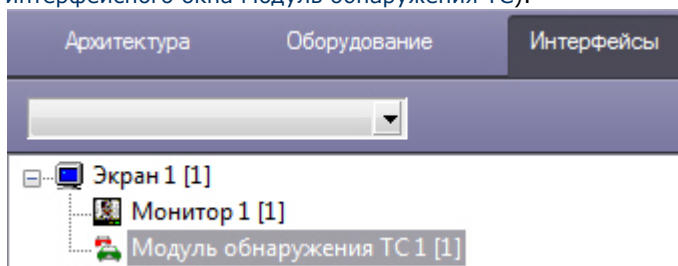 интерфейсного окна Модуль обнаружения ТС).
Архитектура Оборудование Интерфейсы
Экран 1 [1]
Монитор 1 [1]
Модуль обнаружения ТС 1 [1]